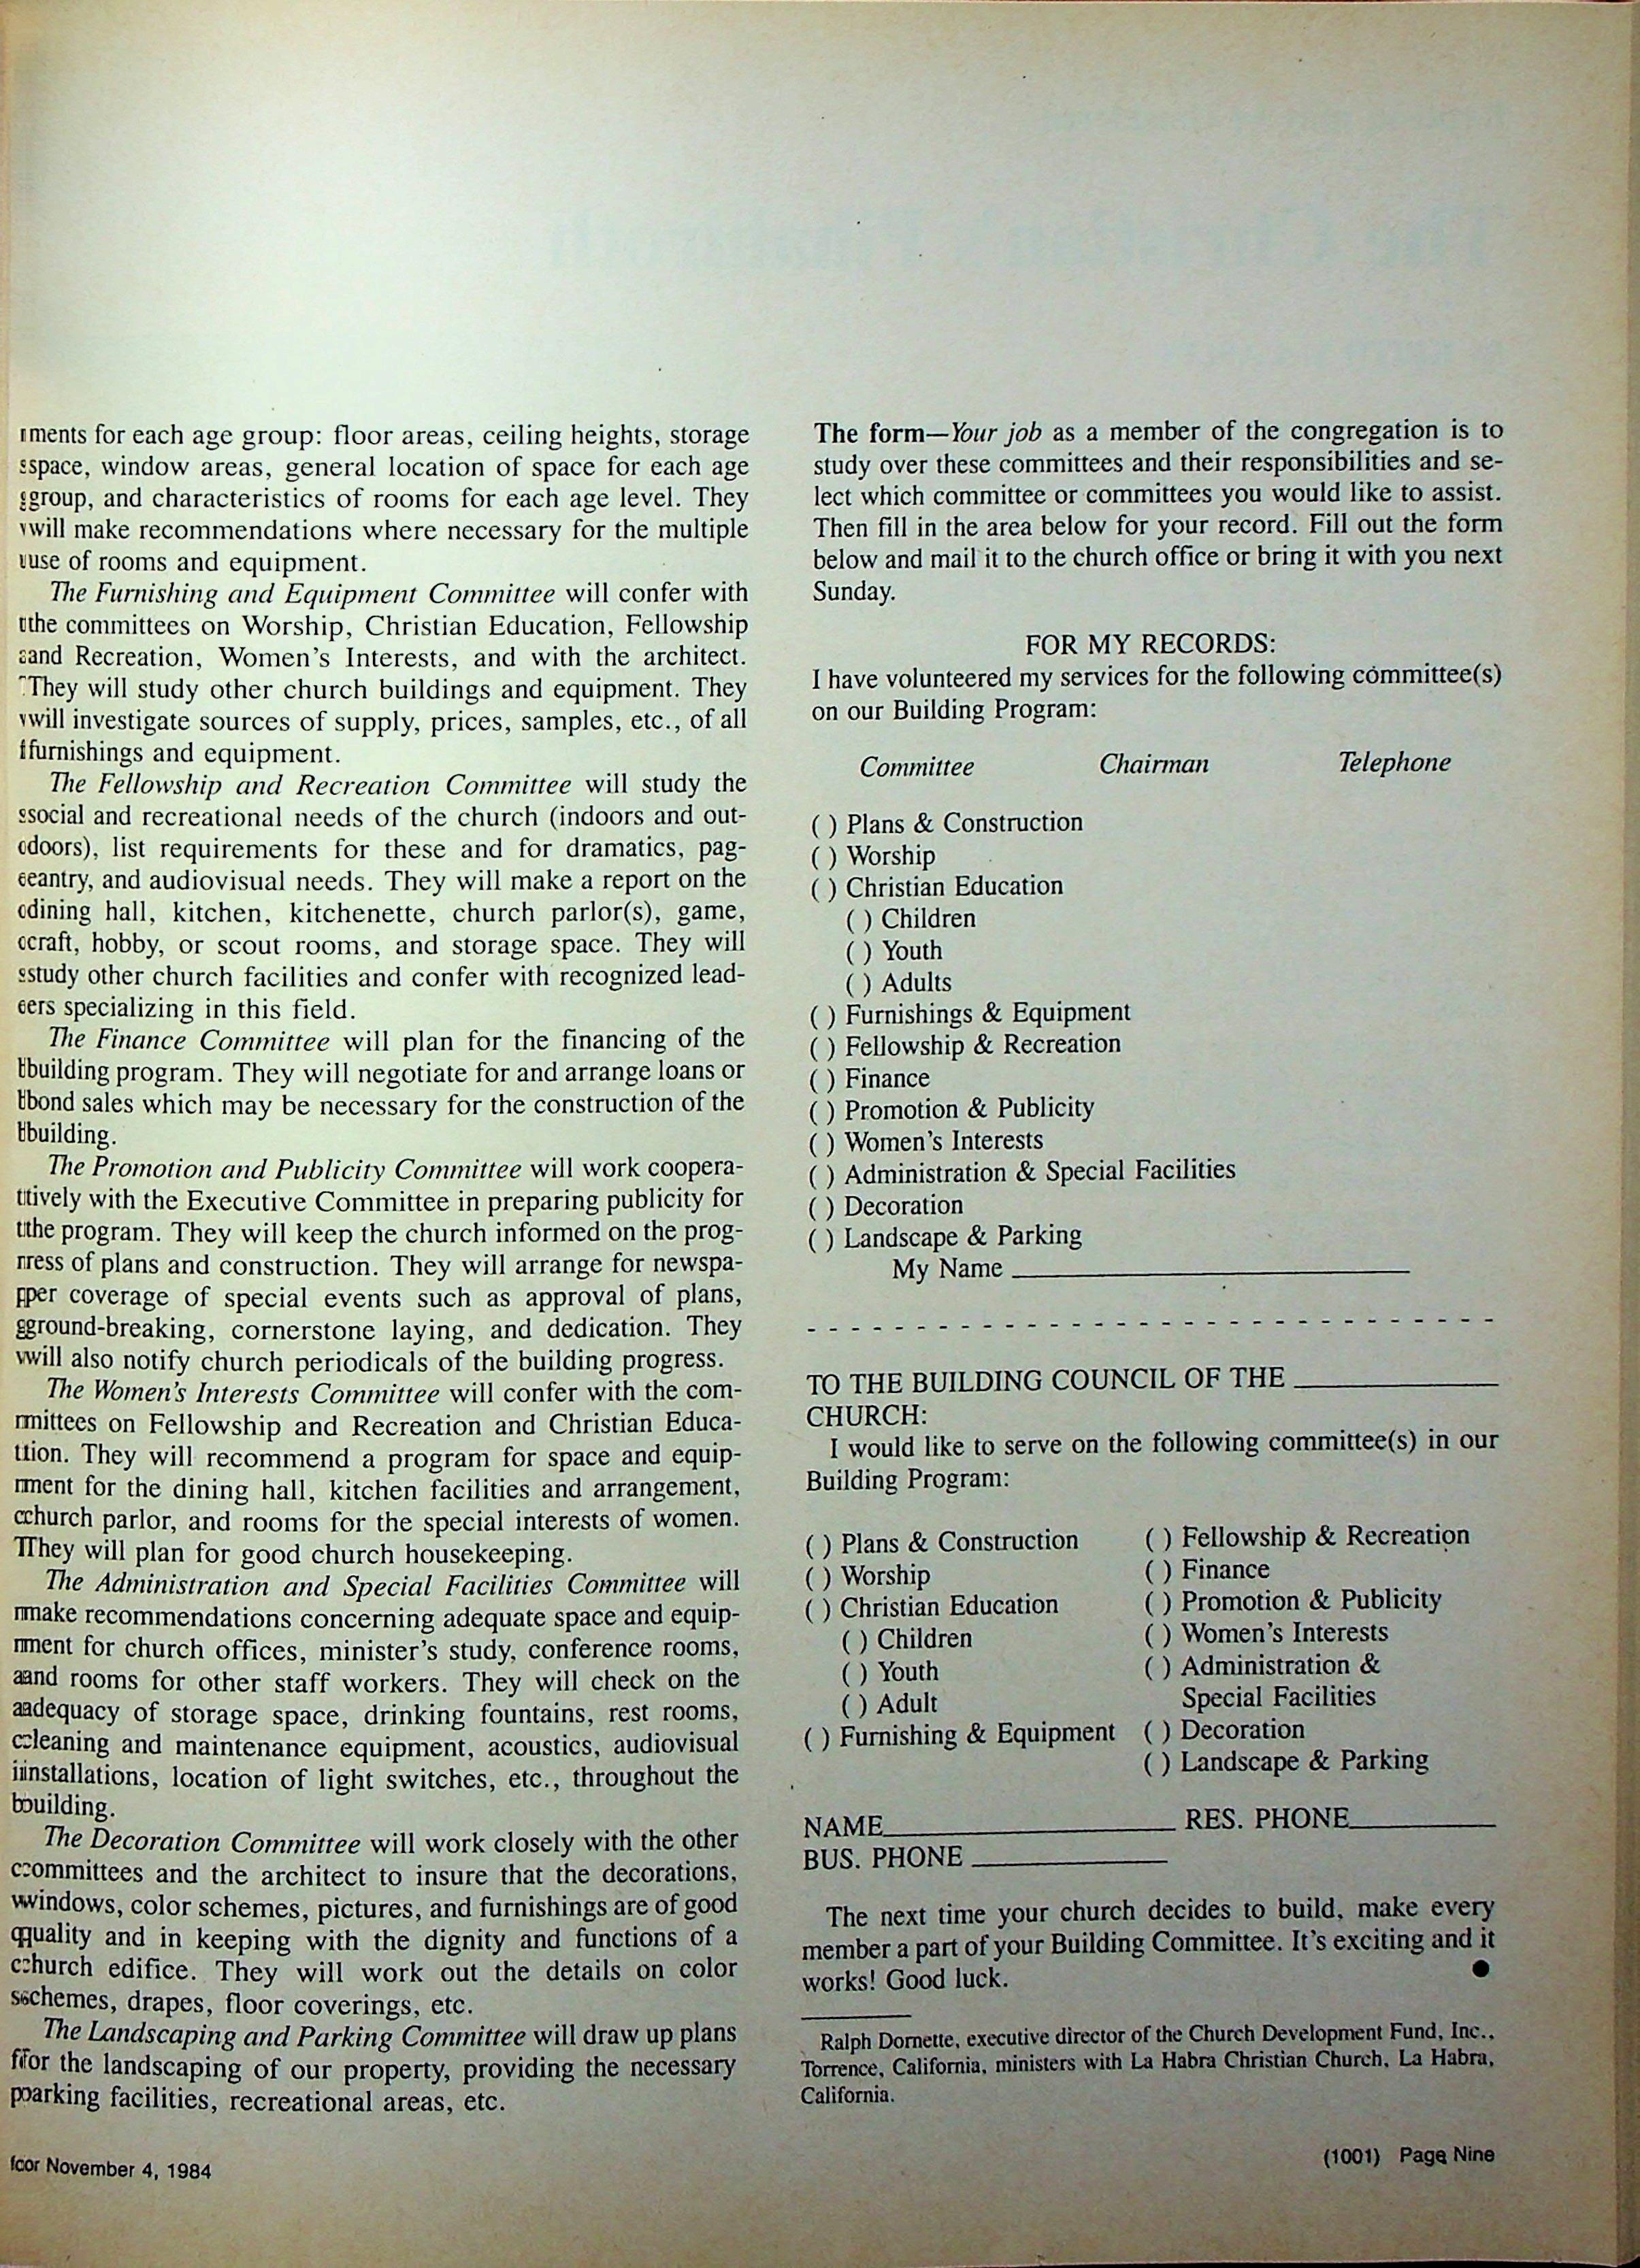 ments for each age group: floor areas, ceiling heights, storage
space, window areas, general location of space for each age
group, and characteristics of rooms for each age level. They
will make recommendations where necessary for the multiple
use of rooms and equipment.
The Furnishing and Equipment Committee will confer with
the committees on Worship, Christian Education, Fellowship
and Recreation, Women's Interests, and with the architect.
They will study other church buildings and equipment. They
will investigate sources of supply, prices, samples, etc., of all
furnishings and equipment.
The Fellowship and Recreation Committee will study the
social and recreational needs of the church (indoors and out-
doors), list requirements for these and for dramatics, pag-
eantry, and audiovisual needs. They will make a report on the
dining hall, kitchen, kitchenette, church parlor(s), game,
craft, hobby, or scout rooms, and storage space. They will
study other church facilities and confer with recognized lead-
ers specializing in this field.
The Finance Committee will plan for the financing of the
building program. They will negotiate for and arrange loans or
bond sales which may be necessary for the construction of the
building.
The Promotion and Publicity Committee will work coopera-
tively with the Executive Committee in preparing publicity for
the program. They will keep the church informed on the prog-
ress of plans and construction. They will arrange for newspa-
per coverage of special events such as approval of plans,
ground-breaking, cornerstone laying, and dedication. They
will also notify church periodicals of the building progress.
The Women's Interests Committee will confer with the com-
mittees on Fellowship and Recreation and Christian Educa-
tion. They will recommend a program for space and equip-
ment for the dining hall, kitchen facilities and arrangement,
church parlor, and rooms for the special interests of women.
They will plan for good church housekeeping.
The Administration and Special Facilities Committee will
make recommendations concerning adequate space and equip-
ment for church offices, minister's study, conference rooms,
and rooms for other staff workers. They will check on the
adequacy of storage space, drinking fountains, rest rooms,
cleaning and maintenance equipment, acoustics, audiovisual
installations, location of light switches, etc., throughout the
building.
The Decoration Committee will work closely with the other
committees and the architect to insure that the decorations,
windows, color schemes, pictures, and furnishings are of good
quality and in keeping with the dignity and functions of a
church edifice. They will work out the details on color
schemes, drapes, floor coverings, etc.
The Landscaping and Parking Committee will draw up plans
for the landscaping of our property, providing the necessary
parking facilities, recreational areas, etc.
The form—Your job as a member of the congregation is to
study over these committees and their responsibilities and se-
lect which committee or committees you would like to assist.
Then fill in the area below for your record. Fill out the form
below and mail it to the church office or bring it with you next
Sunday.
FOR MY RECORDS:
I have volunteered my services for the following committee(s)
on our Building Program:
Committee Chairman Telephone
( ) Plans & Construction
( ) Worship
( ) Christian Education
( ) Children
( ) Youth
( ) Adults
( ) Furnishings & Equipment
( ) Fellowship & Recreation
( ) Finance
( ) Promotion & Publicity
( ) Women's Interests
( ) Administration & Special Facilities
( ) Decoration
( ) Landscape & Parking
My Name
TO THE BUILDING COUNCIL OF THE
CHURCH:
I would like to serve on the following committee(s) in our
Building Program:
( ) Plans & Construction
( ) Worship
( ) Christian Education
( ) Children
( ) Youth
( ) Adult
( ) Furnishing & Equipment
( ) Fellowship & Recreation
( ) Finance
( ) Promotion & Publicity
( ) Women's Interests
( ) Administration &
Special Facilities
( ) Decoration
( ) Landscape & Parking
NAME RES. PHONE
BUS. PHONE
The next time your church decides to build, make every
member a part of your Building Committee. It's exciting and it
works! Good luck.
Ralph Dornette, executive director of the Church Development Fund, Inc.,
Torrence, California, ministers with La Habra Christian Church, La Habra,
California.
for November 4, 1984
(1001) Page Nine